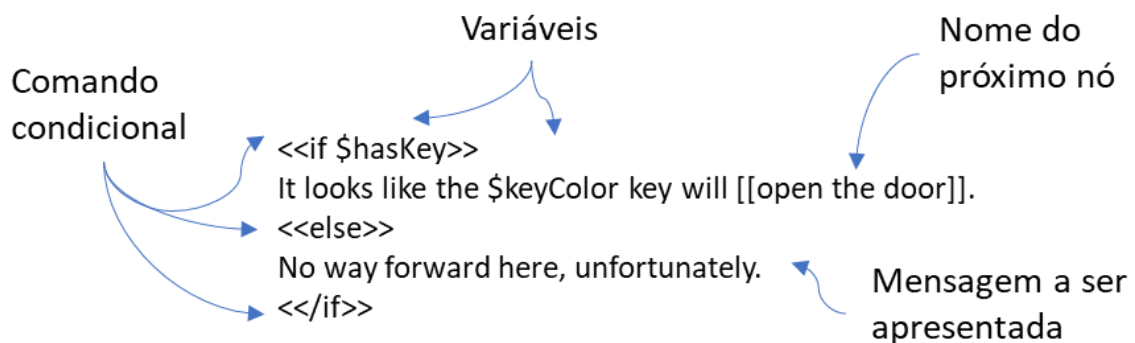 Variáveis
Nome do
próximo nó
Comando
condicional
<<if $hasKey>>
It looks like the $keyColor key will [[open the door]].
<<else>>
No way forward here, unfortunately.
<</if>>
Mensagem a ser
apresentada